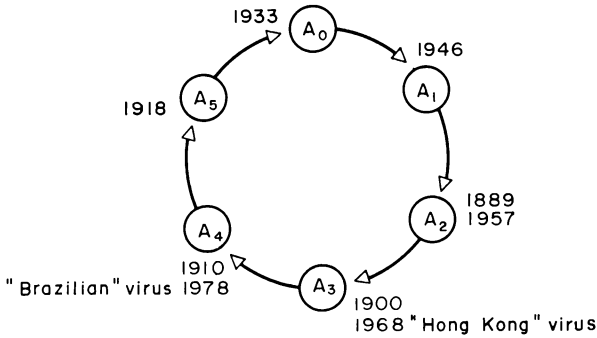 1933
A0
1946
A1
A5
1918
1889
1957
A2
A4
1910
"Brazilian" virus 1978
A3
1900
1968 "Hong Kong" virus